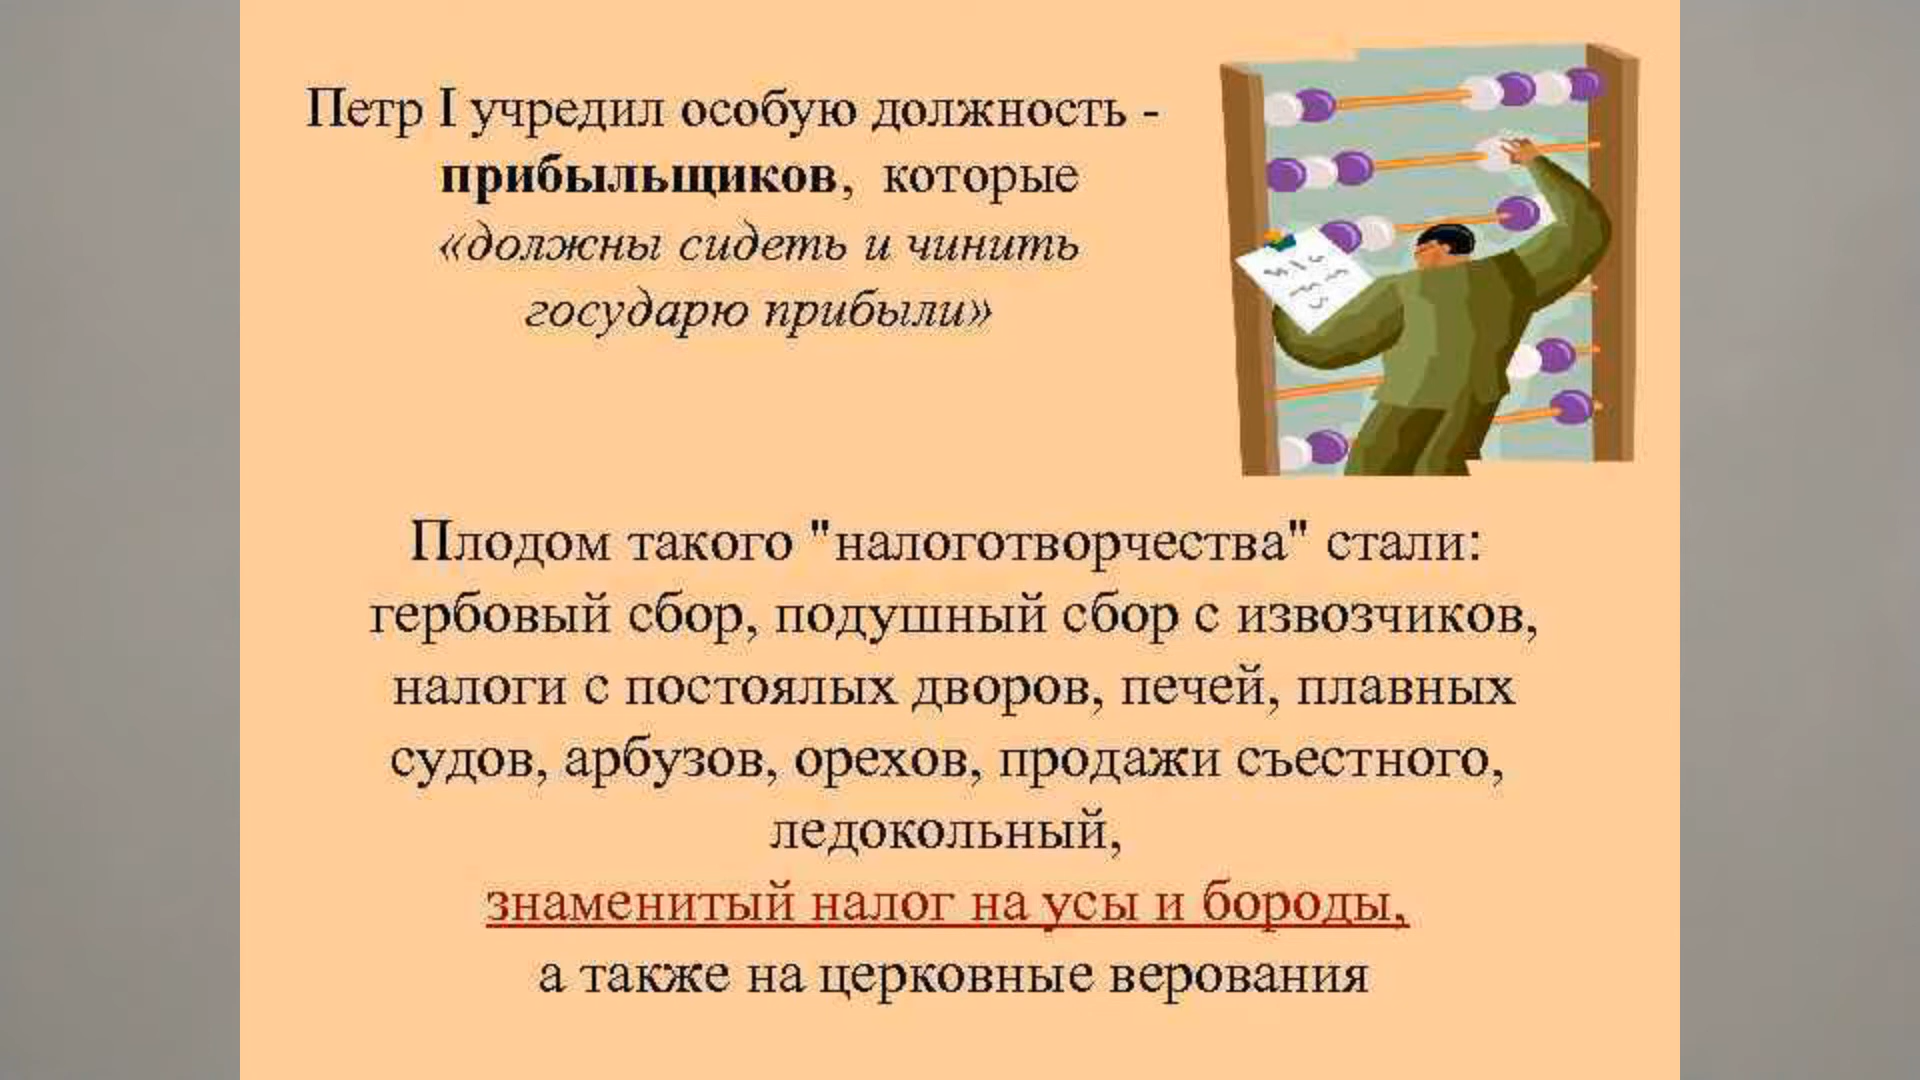 Петр I учредил особую должность -
прибыльщиков, которые
«должны сидеть и чинить
государю прибыли»
Плодом такого "налоготворчества" стали:
гербовый сбор, подушный сбор с извозчиков,
налоги с постоялых дворов, печей, плавных
судов, арбузов, орехов, продажи съестного,
ледокольный,
знаменитый налог на усы и бороды,
а также на церковные верования